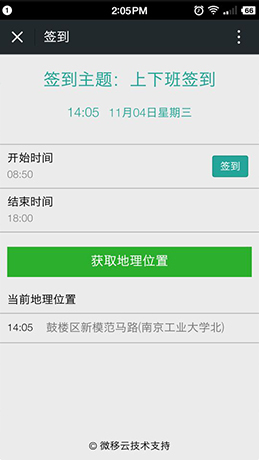 1 2:05PM 66
签到
签到主题：上下班签到
14:05 11月04日星期三
开始时间
08:50
签到
结束时间
18:00
获取地理位置
当前地理位置
14:05 鼓楼区新模范马路(南京工业大学北)
© 微移云技术支持